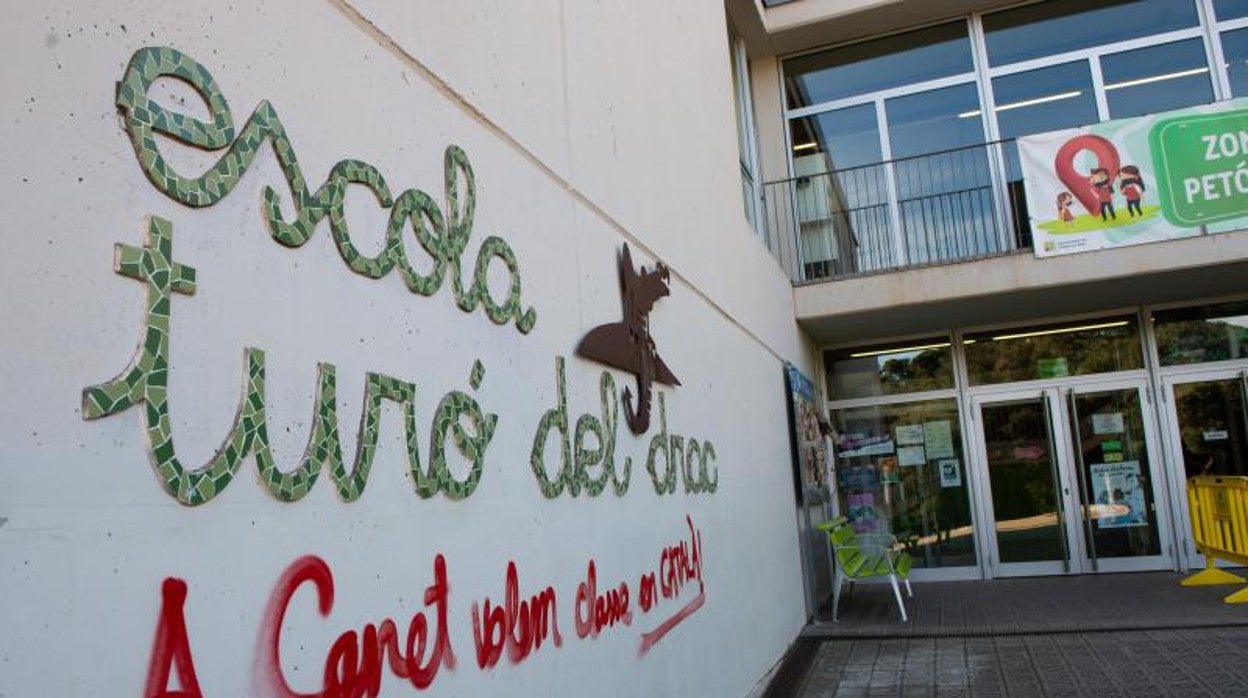 escola
turó del drac
A Canet volem classe en CATALÀ!
ZON
PETÓ